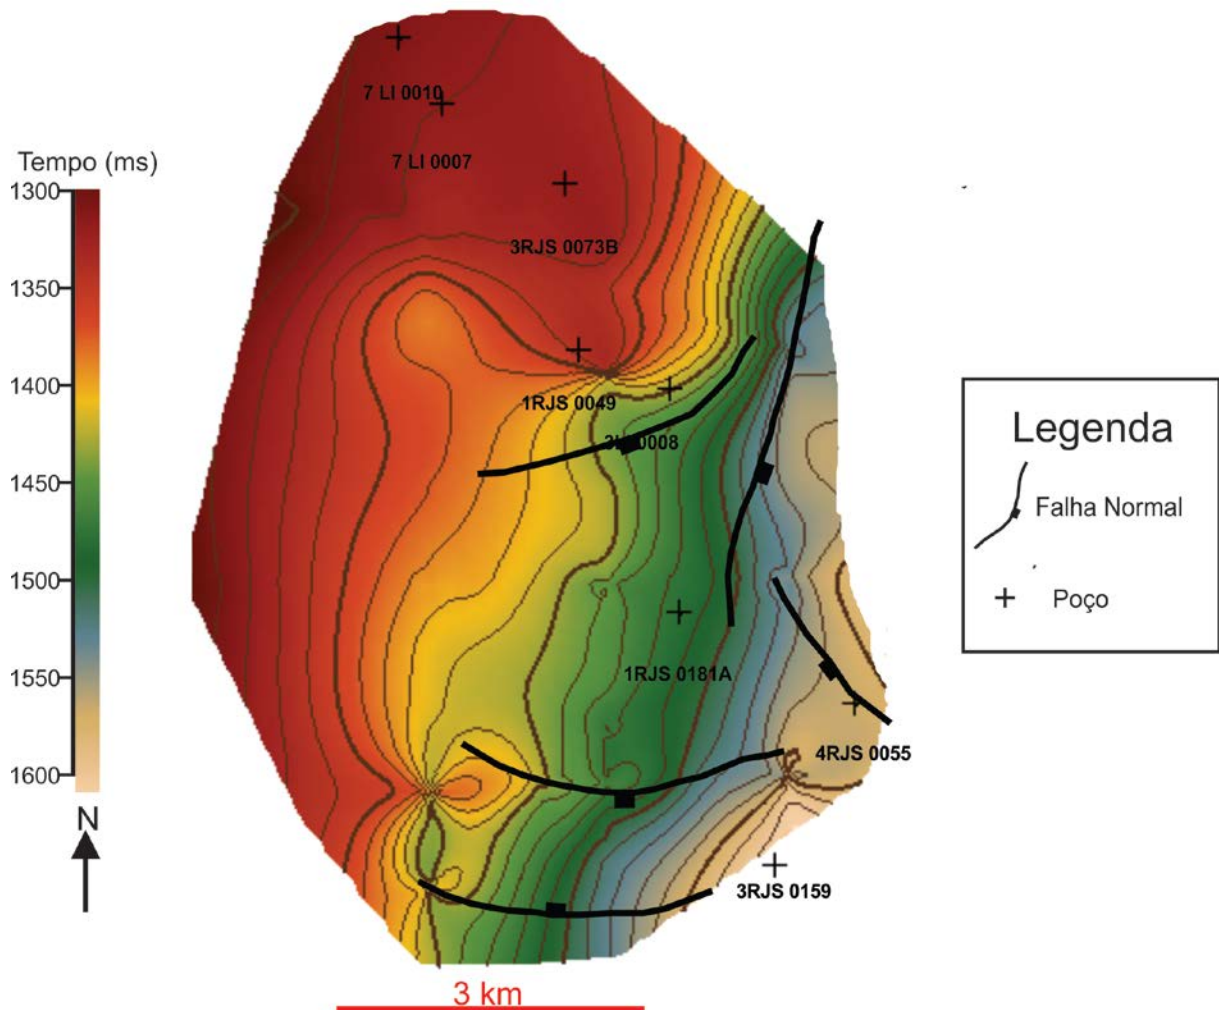 7 LI 0010
7 LI 0007
Tempo (ms)
1300
1350
1400
1450
1500
1550
1600
3RJS 0073B
1RJS 0049
0008
1RJS 0181A
4RJS 0055
3RJS 0159
N
3 km
Legenda
Falha Normal
Poço